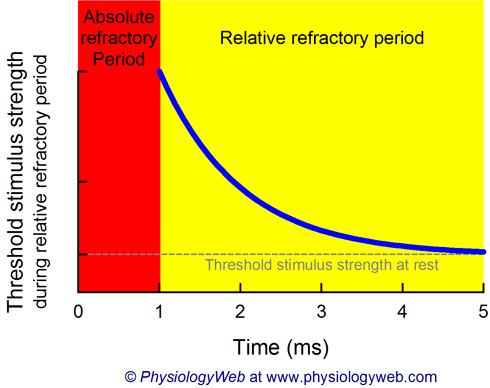 Absolute
refractory
Period
Relative refractory period
Threshold stimulus strength
during relative refractory period
Threshold stimulus strength at rest
0 1 2 3 4 5
Time (ms)
© PhysiologyWeb at www.physiologyweb.com